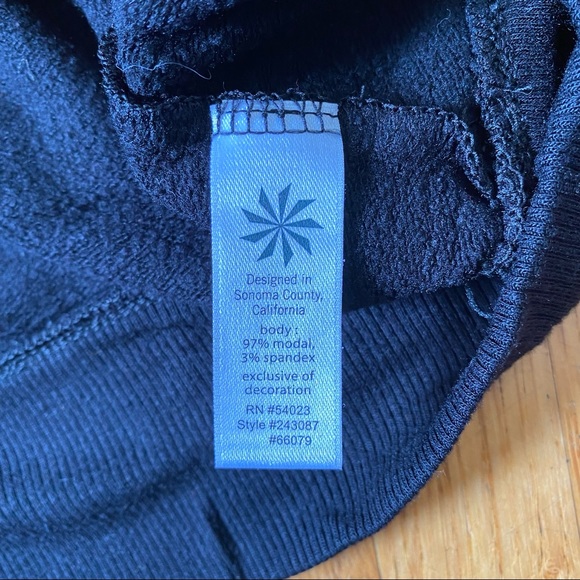 Designed in
Sonoma County,
California
body:
97% modal,
3% spandex
exclusive of
decoration
RN #54023
Style #243087
#66079